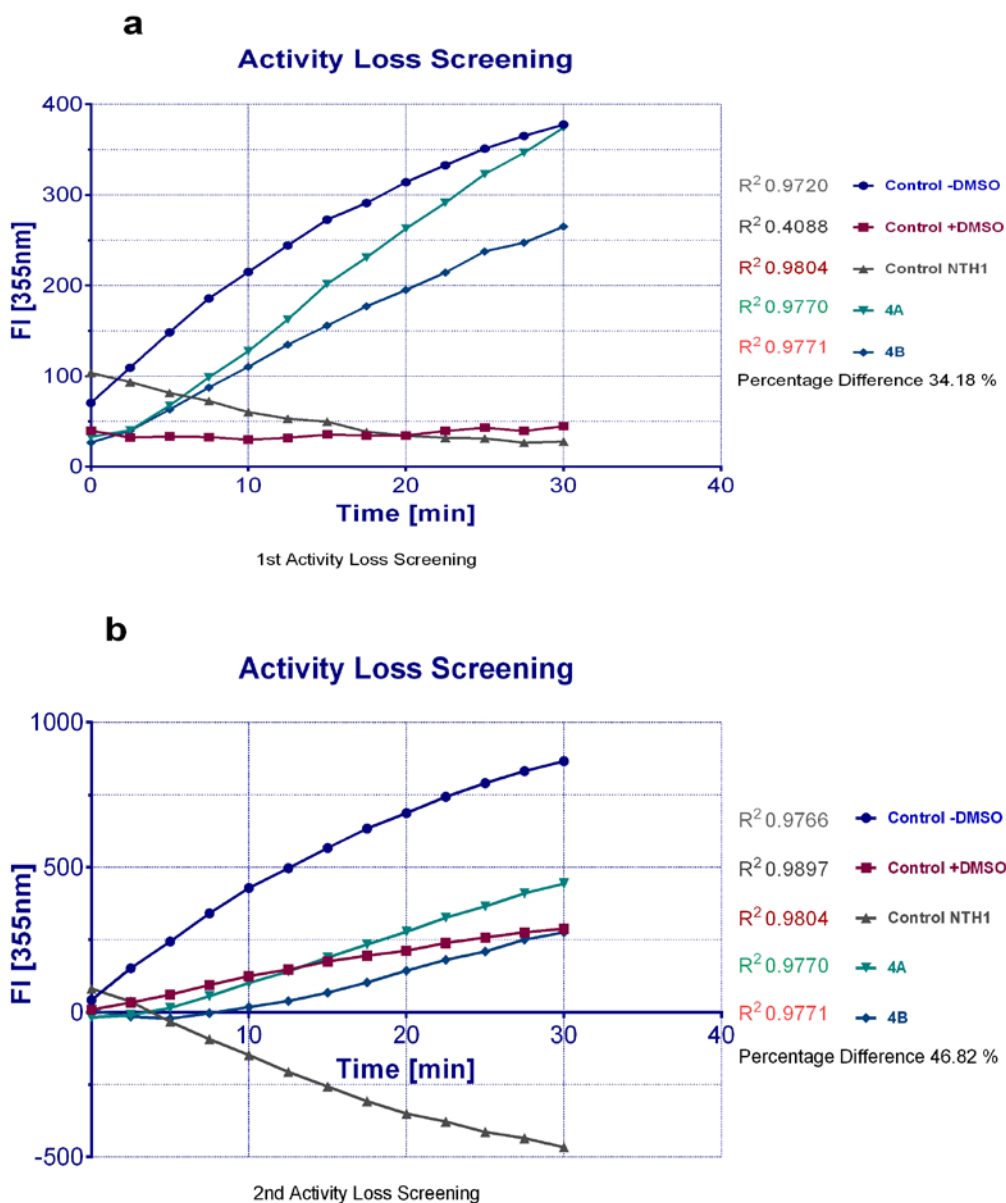 a
Activity Loss Screening
400
300
200
100
0
FI [355nm]
0 10 20 30 40
Time [min]
R² 0.9720 Control -DMSO
R² 0.4088 Control +DMSO
R² 0.9804 Control NTH1
R² 0.9770 4A
R² 0.9771 4B
Percentage Difference 34.18 %
1st Activity Loss Screening
b
Activity Loss Screening
1000
500
0
-500
FI [355nm]
10 20 30 40
Time [min]
R² 0.9766 Control -DMSO
R² 0.9897 Control +DMSO
R² 0.9804 Control NTH1
R² 0.9770 4A
R² 0.9771 4B
Percentage Difference 46.82 %
2nd Activity Loss Screening